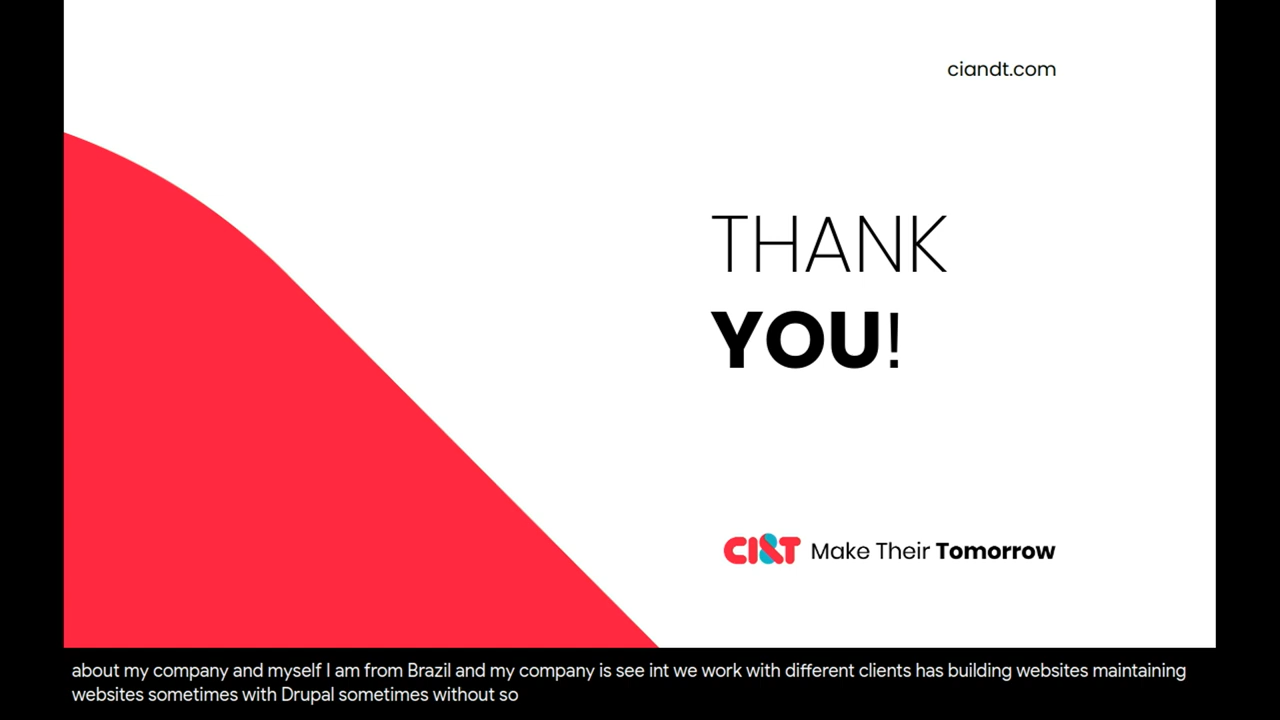 ciandt.com
THANK
YOU!
CI&T Make Their Tomorrow
about my company and myself I am from Brazil and my company is see int we work with different clients has building websites maintaining
websites sometimes with Drupal sometimes without so